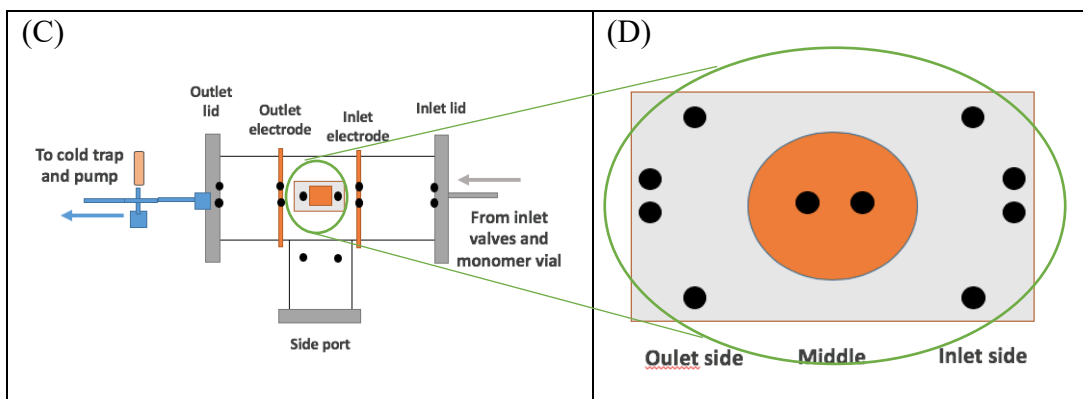 (C)
Outlet
lid
Outlet
electrode
Inlet
electrode
Inlet lid
To cold trap
and pump
From inlet
valves and
monomer vial
Side port
(D)
Oulet side
Middle
Inlet side